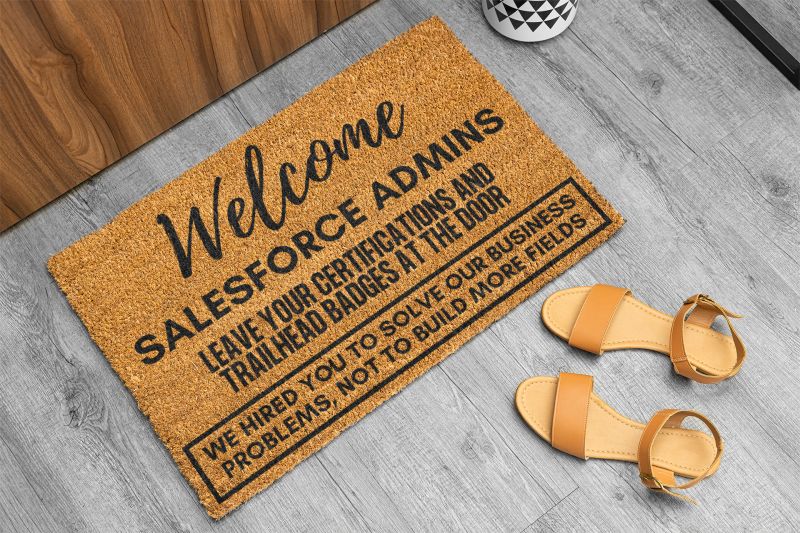 Welcome
SALESFORCE ADMINS
LEAVE YOUR CERTIFICATIONS AND
TRAILHEAD BADGES AT THE DOOR
WE HIRED YOU TO SOLVE OUR BUSINESS
PROBLEMS, NOT TO BUILD MORE FIELDS.